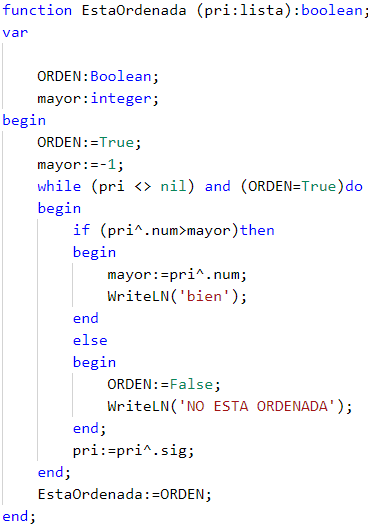 function EstaOrdenada (pri:lista):boolean;
var
ORDEN:Boolean;
mayor:integer;
begin
ORDEN:=True;
mayor:=-1;
while (pri <> nil) and (ORDEN=True)do
begin
if (pri^.num>mayor)then
begin
mayor:=pri^.num;
WriteLN('bien');
end
else
begin
ORDEN:=False;
WriteLN('NO ESTA ORDENADA');
end;
pri:=pri^.sig;
end;
EstaOrdenada:=ORDEN;
end;